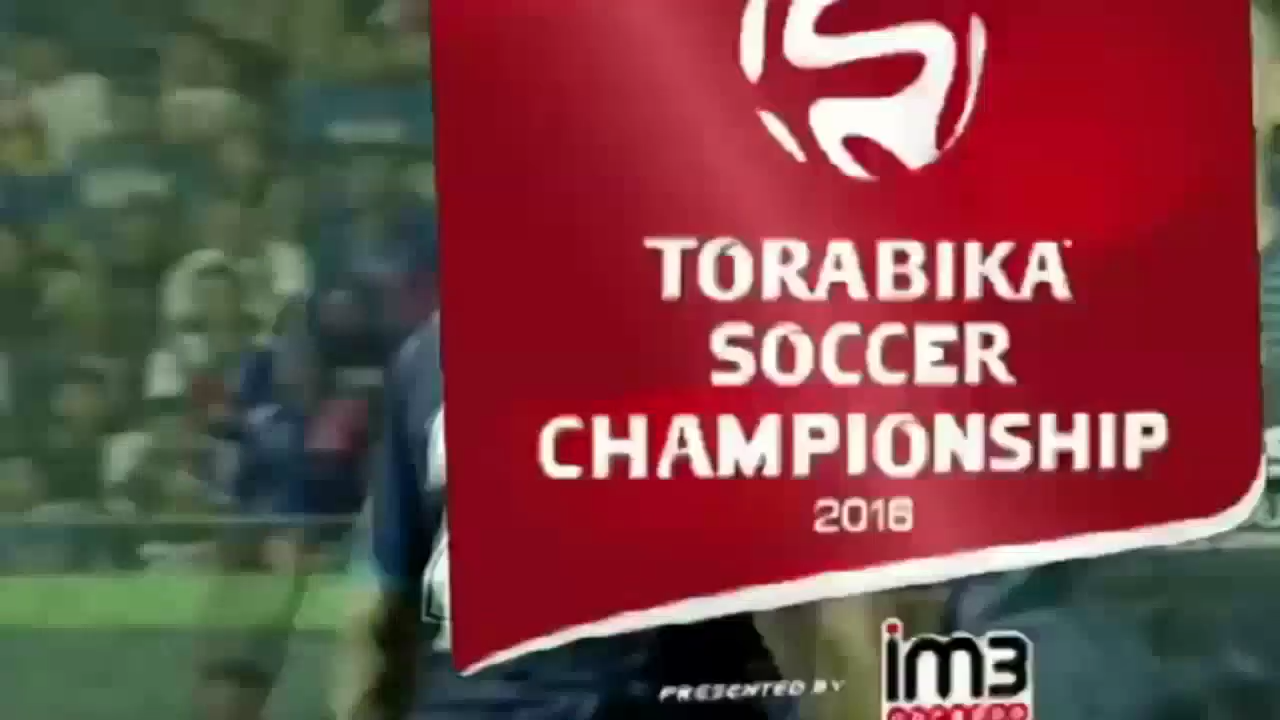 TORABIKA
SOCCER
CHAMPIONSHIP
2016
PRESENTED BY
im3